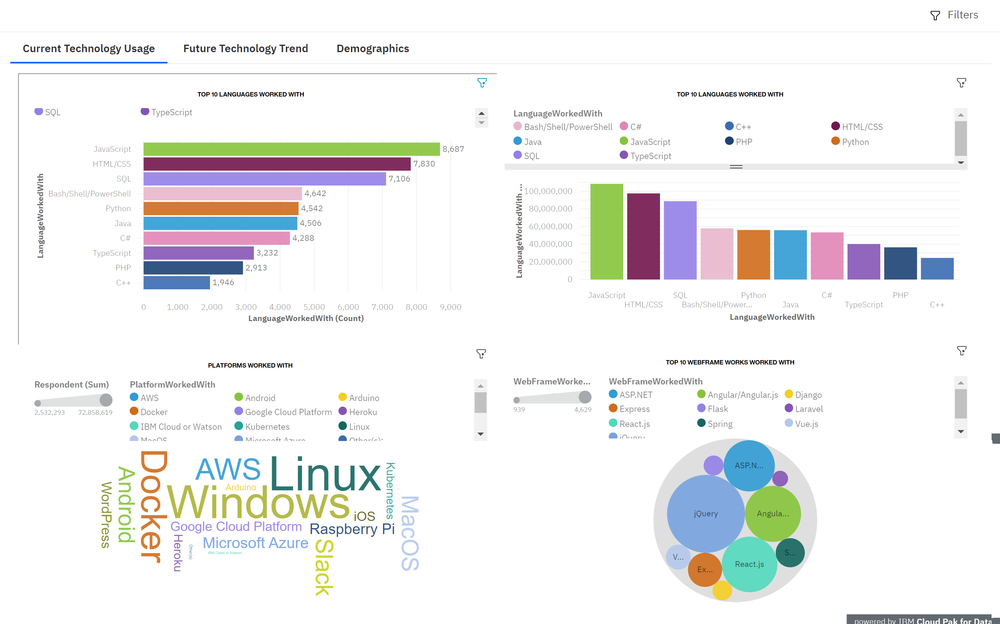 Filters
Current Technology Usage
Future Technology Trend
Demographics
TOP 10 LANGUAGES WORKED WITH
SQL
TypeScript
LanguageWorkedWith
JavaScript
HTML/CSS
SQL
Bash/Shell/PowerShell
Python
Java
C#
TypeScript
PHP
C++
8,687
7,830
7,106
4,642
4,542
4,506
4,288
3,232
2,913
1,946
0 1,000 2,000 3,000 4,000 5,000 6,000 7,000 8,000 9,000
LanguageWorkedWith (Count)
TOP 10 LANGUAGES WORKED WITH
LanguageWorkedWith
Bash/Shell/PowerShell C# C++ HTML/CSS
Java JavaScript PHP Python
SQL TypeScript
LanguageWorkedWith ...
100,000,000
80,000,000
60,000,000
40,000,000
20,000,000
0
JavaScript SQL Python C# PHP
HTML/CSS Bash/Shell/Power... Java TypeScript C++
LanguageWorkedWith
PLATFORMS WORKED WITH
Respondent (Sum)
2,532,293 72,858,619
PlatformWorkedWith
AWS Android Arduino
Docker Google Cloud Platform Heroku
IBM Cloud or Watson Kubernetes Linux
MacOS Microsoft Azure Other(s):
WordPress
Android
Docker
AWS
Linux
Kubernetes
Arduino
Windows
iOS
MacOS
Google Cloud Platform
Raspberry Pi
Heroku
Other(s):
Microsoft Azure
IBM Cloud or Watson
Slack
TOP 10 WEBFRAME WORKS WORKED WITH
WebFrameWorke...
939 4,629
WebFrameWorkedWith
ASP.NET Angular/Angular.js Django
Express Flask Laravel
React.js Spring Vue.js
jQuery
ASP.N...
jQuery
Angula...
S...
V...
Ex...
React.js
powered by IBM Cloud Pak for Data